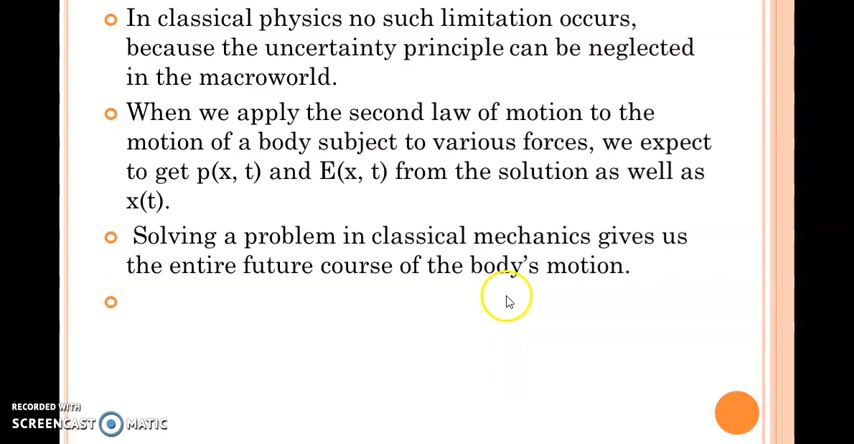 In classical physics no such limitation occurs,
because the uncertainty principle can be neglected
in the macroworld.
When we apply the second law of motion to the
motion of a body subject to various forces, we expect
to get p(x, t) and E(x, t) from the solution as well as
x(t).
Solving a problem in classical mechanics gives us
the entire future course of the body’s motion.
RECORDED WITH
SCREENCAST MATIC